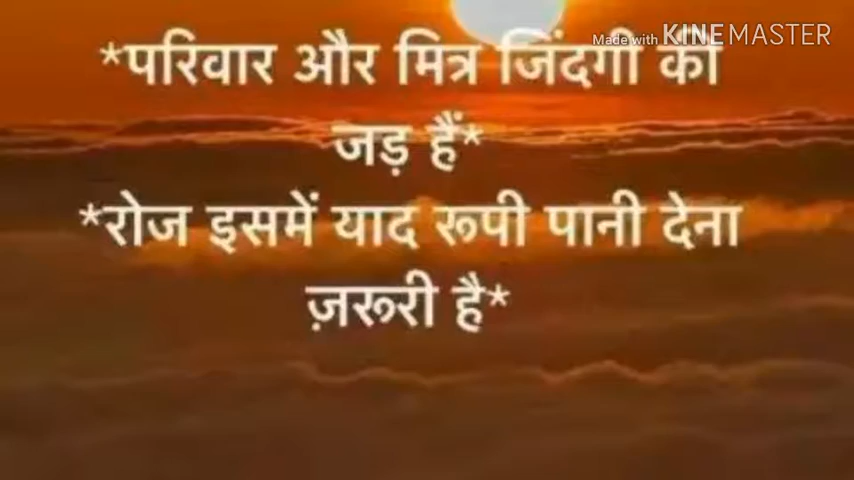 Made with KINEMASTER
*परिवार और मित्र जिंदगी की
जड़ हैं*
*रोज इसमें याद रूपी पानी देना
ज़रूरी है*